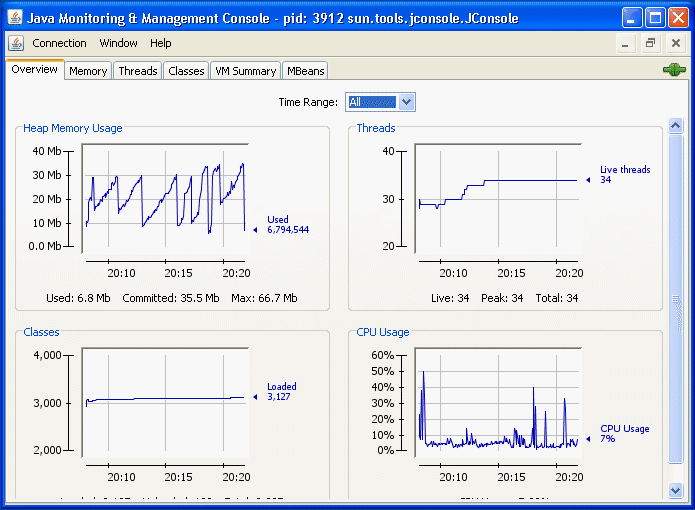 Java Monitoring & Management Console - pid: 3912 sun.tools.jconsole.JConsole
Connection Window Help
Overview Memory Threads Classes VM Summary MBeans
Time Range: All
Heap Memory Usage
40 Mb
30 Mb
20 Mb
10 Mb
0.0 Mb
Used
6,794,544
20:10 20:15 20:20
Used: 6.8 Mb Committed: 35.5 Mb Max: 66.7 Mb
Threads
40
30
20
Live threads
34
20:10 20:15 20:20
Live: 34 Peak: 34 Total: 34
Classes
4,000
3,000
2,000
Loaded
3,127
20:10 20:15 20:20
CPU Usage
60%
50%
40%
30%
20%
10%
0%
CPU Usage
7%
20:10 20:15 20:20